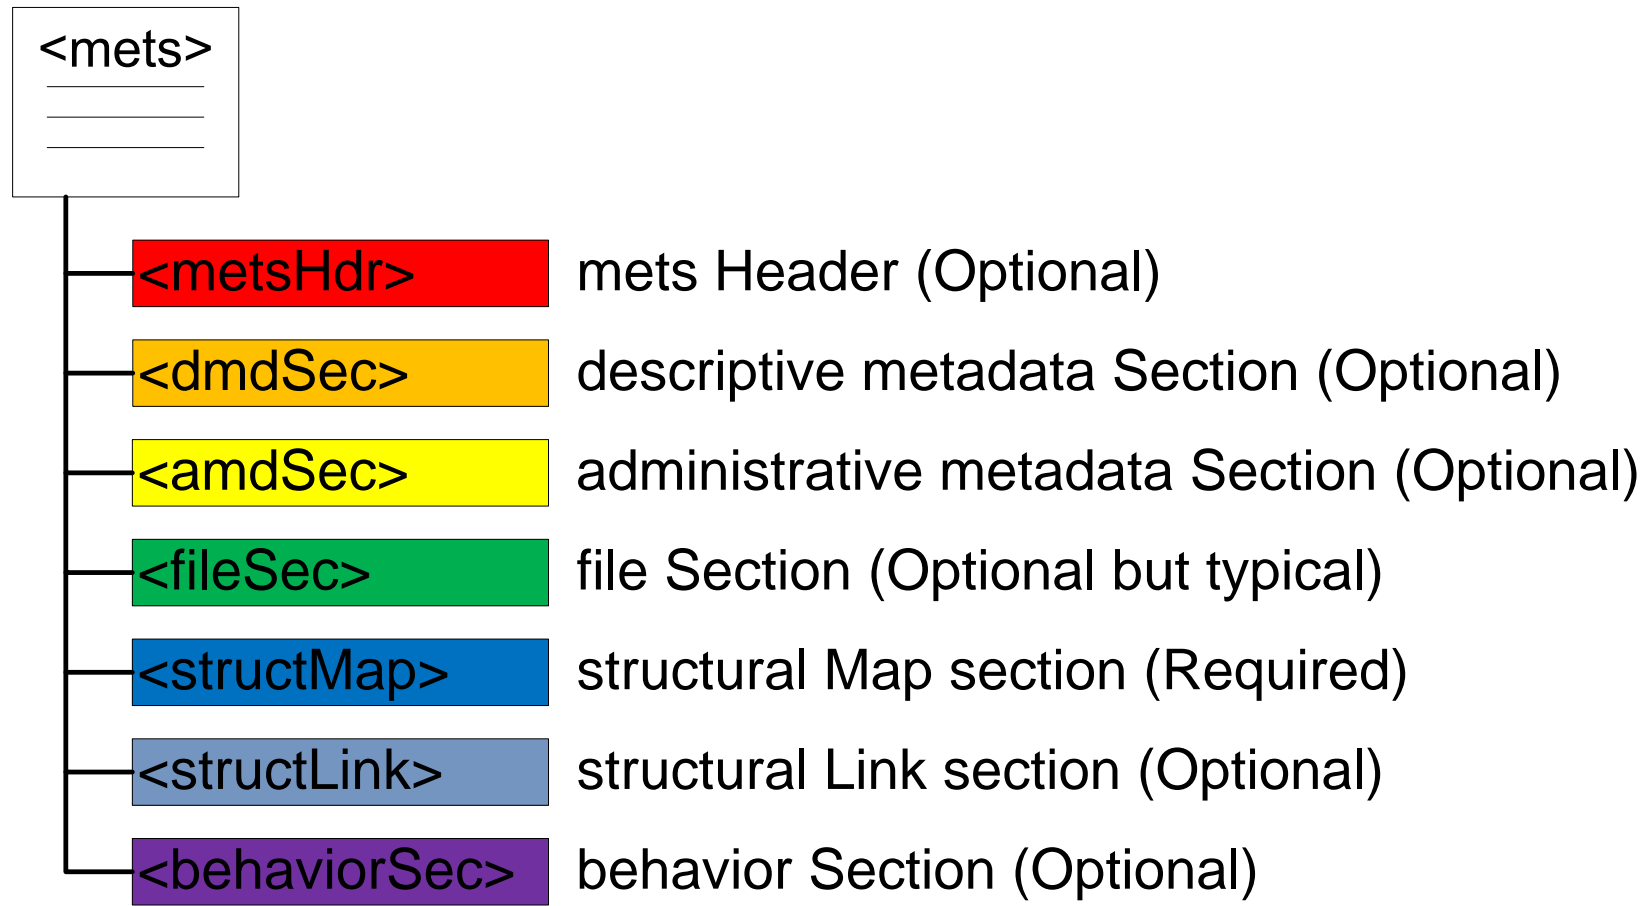 <mets>
<metsHdr> mets Header (Optional)
<dmdSec> descriptive metadata Section (Optional)
<amdSec> administrative metadata Section (Optional)
<fileSec> file Section (Optional but typical)
<structMap> structural Map section (Required)
<structLink> structural Link section (Optional)
<behaviorSec> behavior Section (Optional)